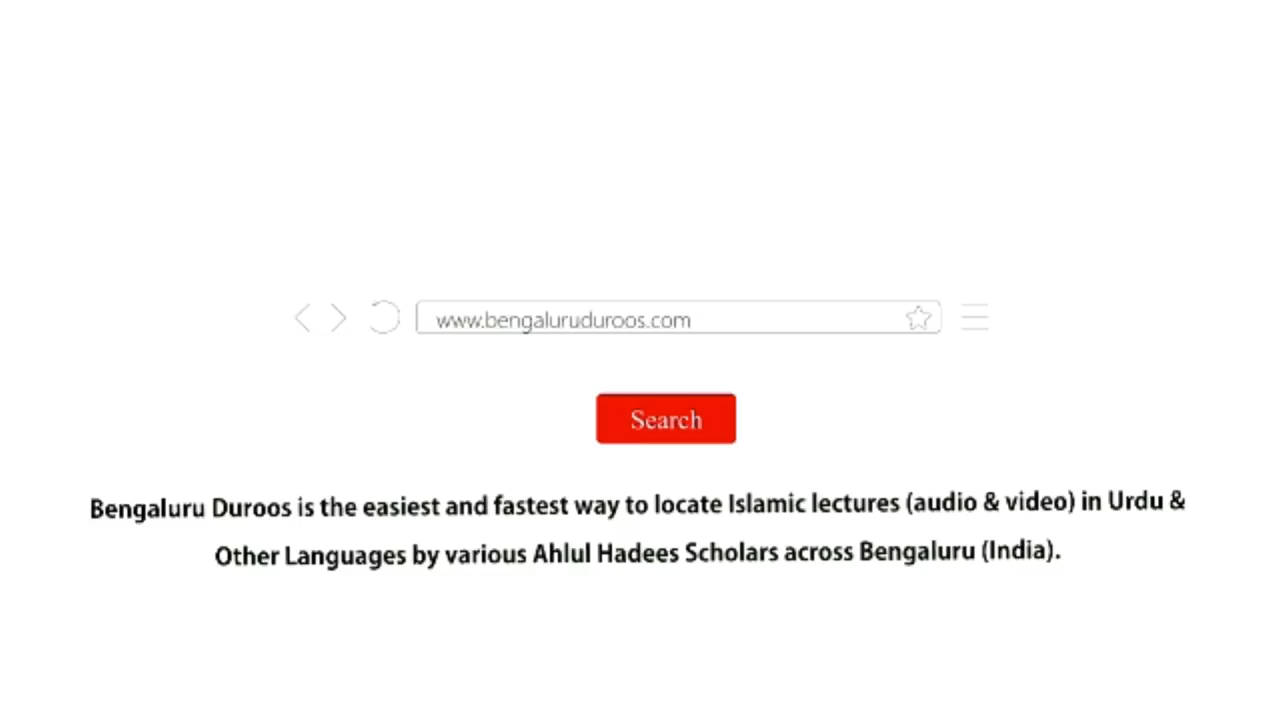 www.bengaluruduroos.com
Search
Bengaluru Duroos is the easiest and fastest way to locate Islamic lectures (audio & video) in Urdu &
Other Languages by various Ahlul Hadees Scholars across Bengaluru (India).